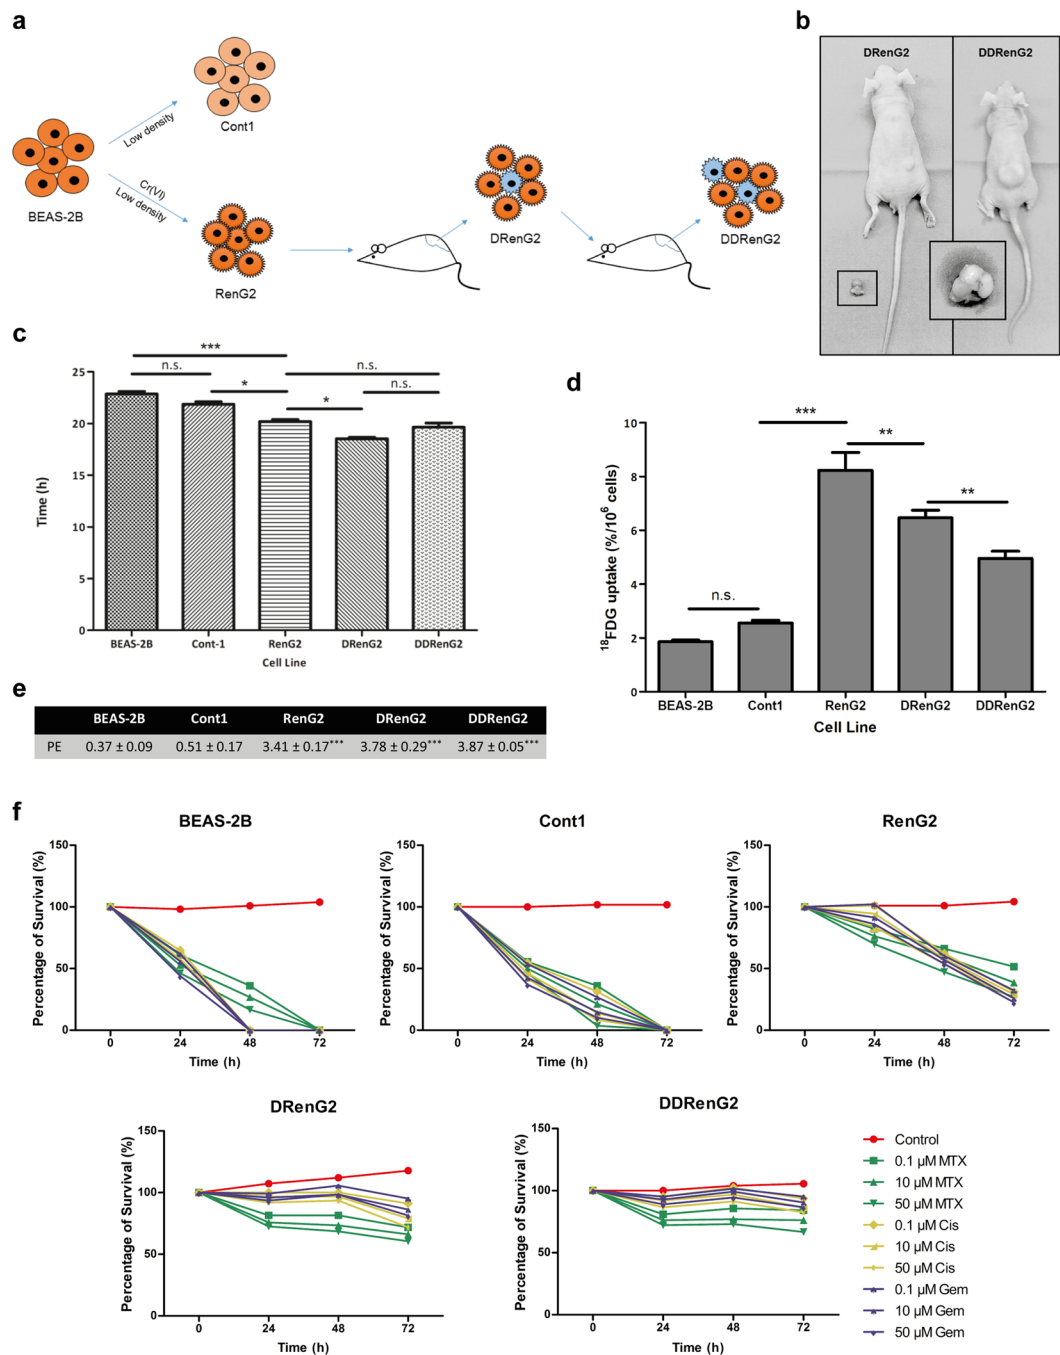 a
BEAS-2B
Low density
Cont1
Cr(VI)
Low density
RenG2
DRenG2
DDRenG2
b
DRenG2
DDRenG2
c
***
n.s.
n.s.
*
n.s.
*
25
20
15
10
5
0
Time (h)
BEAS-2B
Cont-1
RenG2
DRenG2
DDRenG2
Cell Line
d
***
**
**
n.s.
10
8
6
4
2
0
18FDG uptake (%/10^6 cells)
BEAS-2B
Cont1
RenG2
DRenG2
DDRenG2
Cell Line
e
BEAS-2B Cont1 RenG2 DRenG2 DDRenG2
PE 0.37 ± 0.09 0.51 ± 0.17 3.41 ± 0.17*** 3.78 ± 0.29*** 3.87 ± 0.05***
f
BEAS-2B
Percentage of Survival (%)
150
100
50
0
0 24 48 72
Time (h)
Cont1
Percentage of Survival (%)
150
100
50
0
0 24 48 72
Time (h)
RenG2
Percentage of Survival (%)
150
100
50
0
0 24 48 72
Time (h)
DRenG2
Percentage of Survival (%)
150
100
50
0
0 24 48 72
Time (h)
DDRenG2
Percentage of Survival (%)
150
100
50
0
0 24 48 72
Time (h)
Control
0.1 µM MTX
10 µM MTX
50 µM MTX
0.1 µM Cis
10 µM Cis
50 µM Cis
0.1 µM Gem
10 µM Gem
50 µM Gem